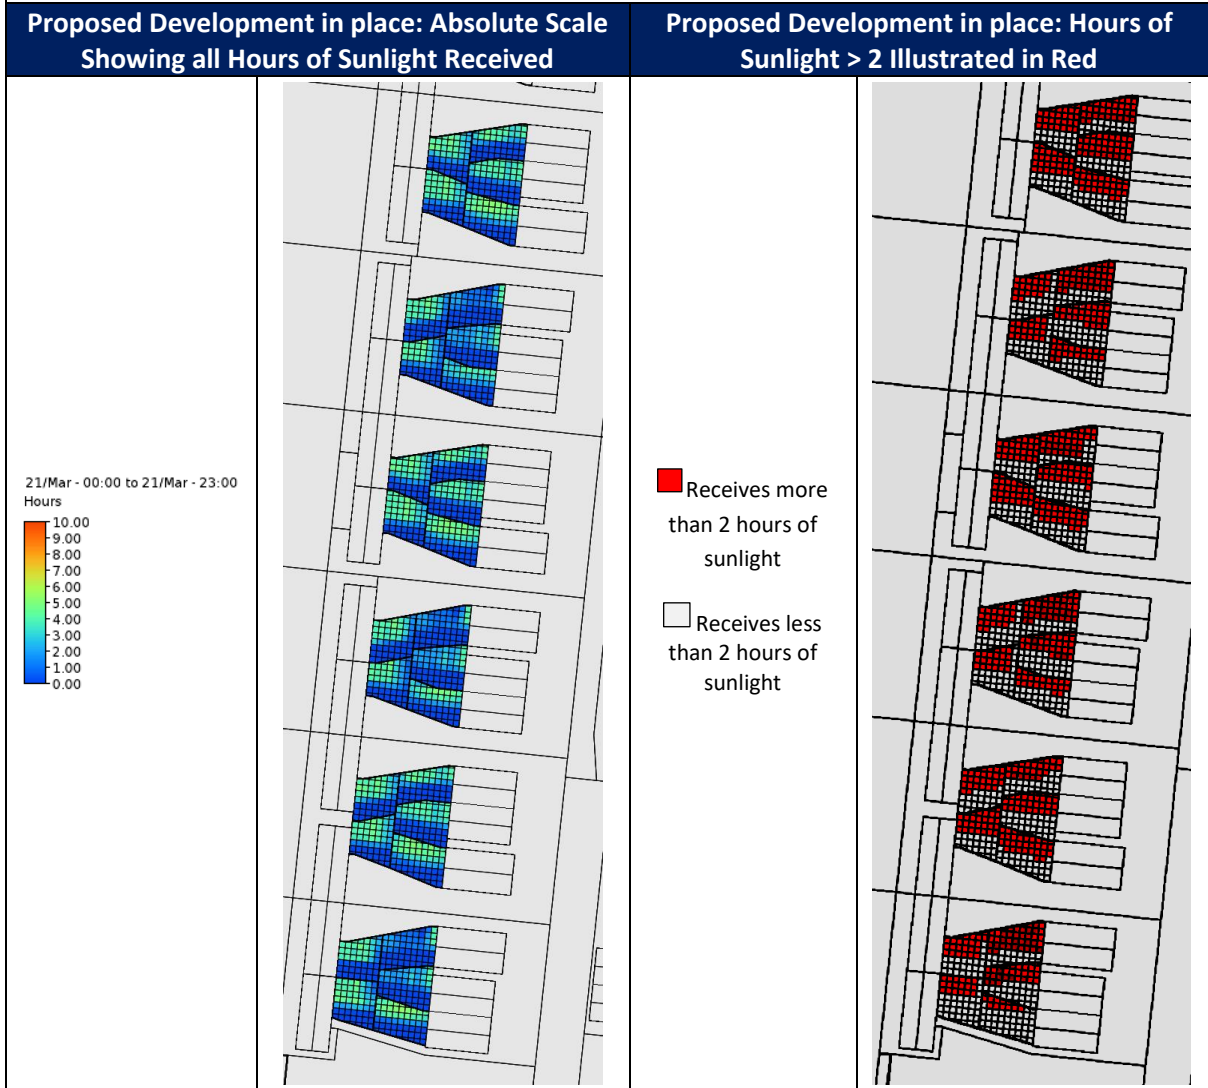 Proposed Development in place: Absolute Scale
Showing all Hours of Sunlight Received
Proposed Development in place: Hours of
Sunlight > 2 Illustrated in Red
21/Mar - 00:00 to 21/Mar - 23:00
Hours
10.00
9.00
8.00
7.00
6.00
5.00
4.00
3.00
2.00
1.00
0.00
Receives more
than 2 hours of
sunlight
Receives less
than 2 hours of
sunlight